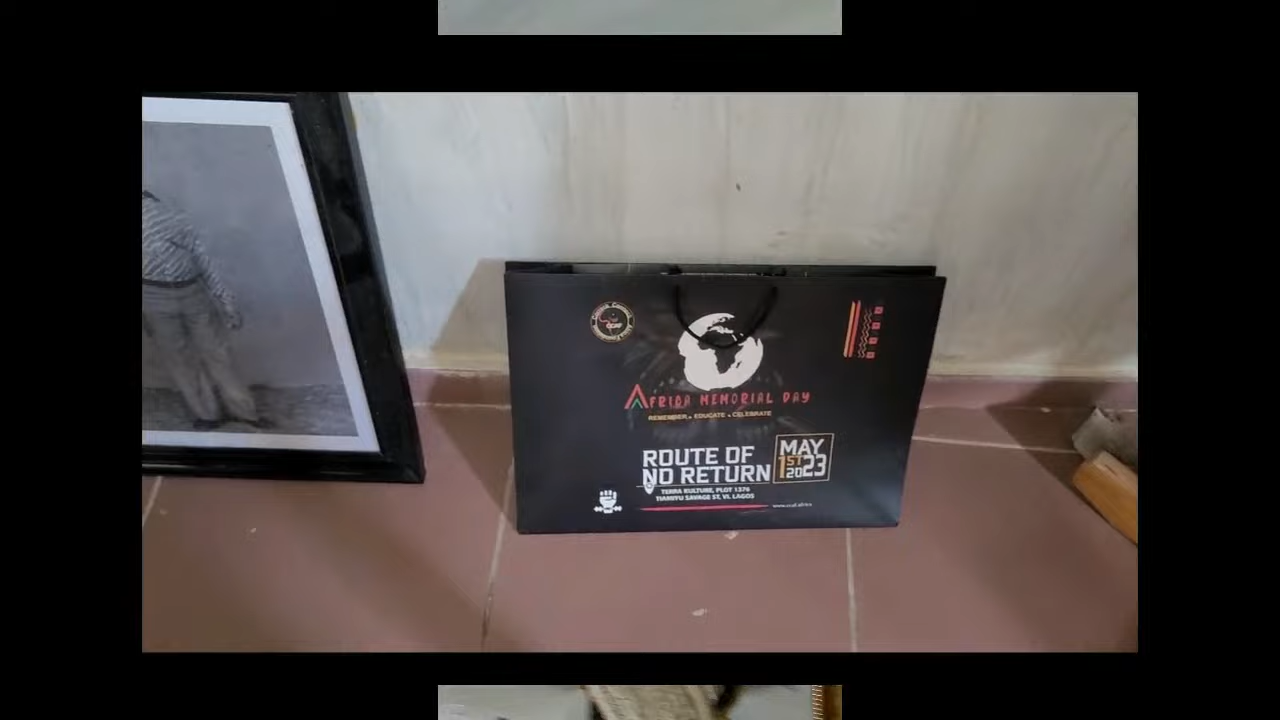 AFRICA MEMORIAL DAY
REMEMBER. EDUCATE. CELEBRATE
ROUTE OF
NO RETURN
MAY
1ST 2023
TERRA KULTURE, PLOT 1376
TIAMIYU SAVAGE ST, VI. LAGOS